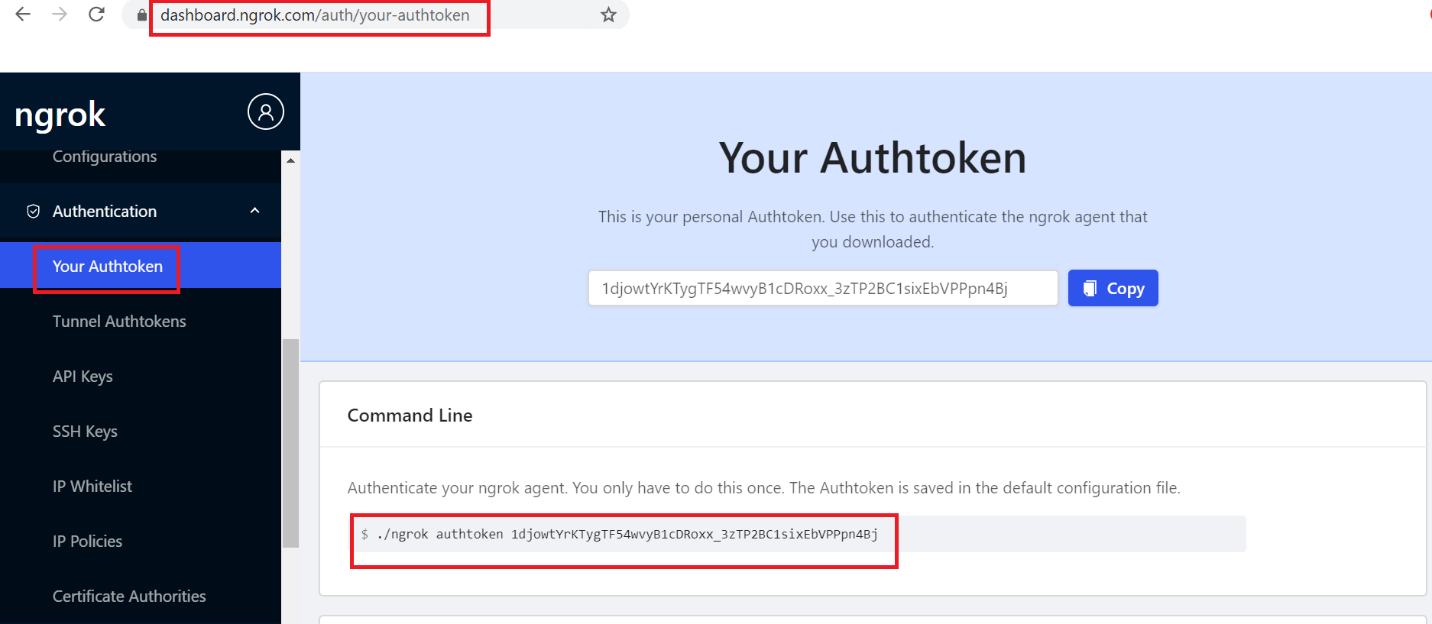 dashboard.ngrok.com/auth/your-authtoken
ngrok
Configurations
Authentication
Your Authtoken
Tunnel Authtokens
API Keys
SSH Keys
IP Whitelist
IP Policies
Certificate Authorities
Your Authtoken
This is your personal Authtoken. Use this to authenticate the ngrok agent that
you downloaded.
1djowtYrKTygTF54wvyB1cDRoxx_3zTP2BC1sixEbVPPpn4Bj
Copy
Command Line
Authenticate your ngrok agent. You only have to do this once. The Authtoken is saved in the default configuration file.
$ ./ngrok authtoken 1djowtYrKTygTF54wvyB1cDRoxx_3zTP2BC1sixEbVPPpn4Bj